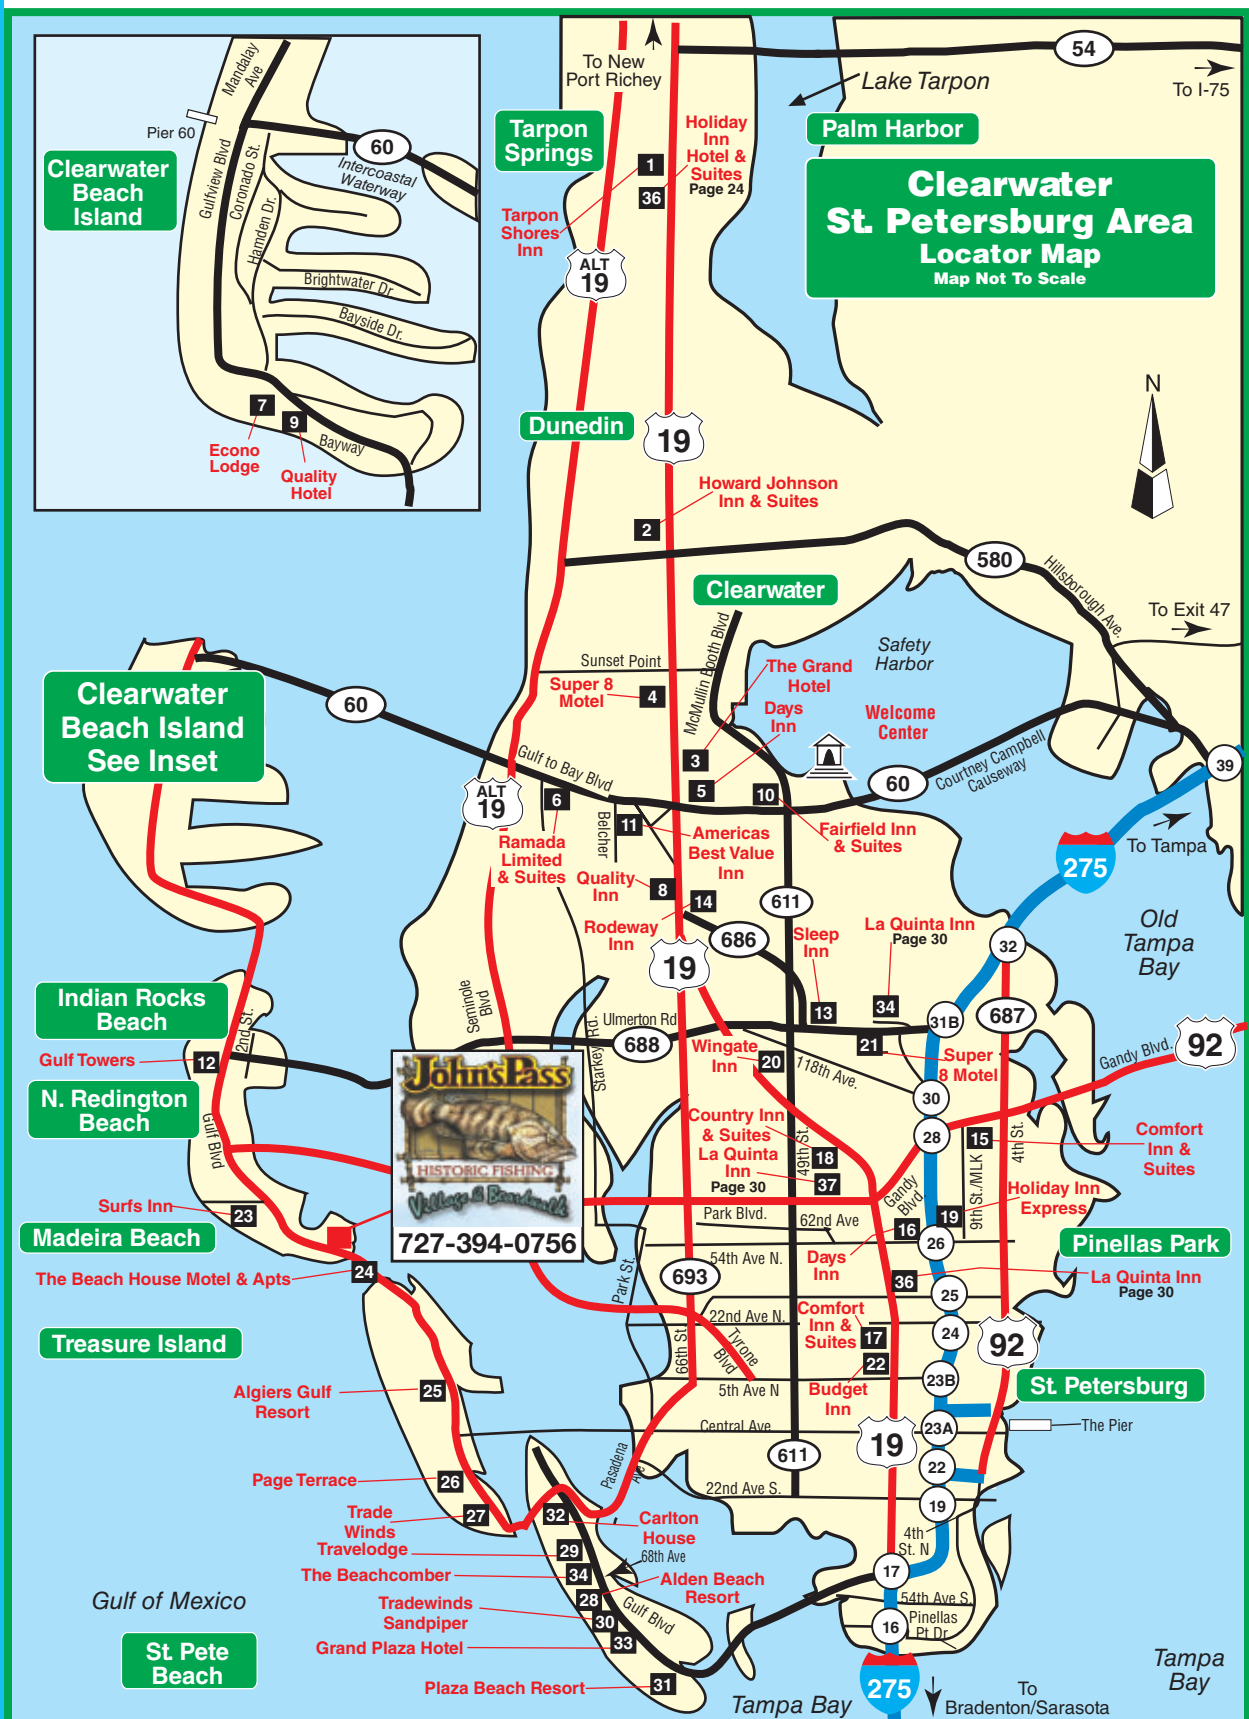 Mandalay
Ave
Pier 60
60
Intercoastal
Waterway
Clearwater
Beach
Island
Gulfview Blvd
Coronado St.
Hamden Dr.
Brightwater Dr.
Bayside Dr.
7
9
Bayway
Econo
Lodge
Quality
Hotel
To New
Port Richey
54
To I-75
Lake Tarpon
Tarpon
Springs
Holiday
Inn
Hotel &
Suites
Page 24
1
36
Palm Harbor
Clearwater
St. Petersburg Area
Locator Map
Map Not To Scale
Tarpon
Shores
Inn
ALT
19
N
Dunedin
19
Howard Johnson
Inn & Suites
2
580
Hillsborough Ave.
Clearwater
To Exit 47
Safety
Harbor
McMullin Booth Blvd
Sunset Point
The Grand
Hotel
Super 8
Motel
4
Days
Inn
Welcome
Center
Clearwater
Beach Island
See Inset
60
Gulf to Bay Blvd
3
5
10
60
Courtney Campbell
Causeway
39
ALT
19
6
Belcher
11
Americas
Best Value
Inn
Fairfield Inn
& Suites
275
To Tampa
Ramada
Limited
& Suites
Quality
Inn
8
14
611
Rodeway
Inn
686
Sleep
Inn
La Quinta Inn
Page 30
32
Old
Tampa
Bay
19
Indian Rocks
Beach
2nd St.
Seminole
Blvd
Starkey Rd.
Ulmerton Rd
688
13
34
31B
687
Gulf Towers
12
Wingate
Inn
20
118th Ave.
21
Super
8 Motel
Gandy Blvd.
92
N. Redington
Beach
Gulf Blvd
John's Pass
HISTORIC FISHING
Village & Boardwalk
727-394-0756
30
Country Inn
& Suites
18
49th St.
28
15
4th St.
Comfort
Inn &
Suites
La Quinta
Inn
Page 30
37
Gandy
Blvd.
9th St./MLK
Holiday Inn
Express
Surfs Inn
23
Park Blvd.
62nd Ave
16
19
Madeira Beach
26
Pinellas Park
24
The Beach House Motel & Apts
Park St.
693
54th Ave N.
Days
Inn
36
La Quinta Inn
Page 30
25
Treasure Island
22nd Ave N.
Comfort
Inn &
Suites
17
24
92
66th St.
Tyrone
Blvd
22
23B
St. Petersburg
Algiers Gulf
Resort
25
5th Ave N
Budget
Inn
Central Ave
23A
The Pier
19
Pasadena
Ave
611
22
Page Terrace
26
22nd Ave S.
19
Trade
Winds
27
32
Carlton
House
4th
St. N
Travelodge
29
68th Ave
The Beachcomber
34
17
Alden Beach
Resort
28
Gulf of Mexico
Tradewinds
Sandpiper
30
Gulf Blvd
54th Ave S.
16
Pinellas
Pt Dr.
Grand Plaza Hotel
33
St. Pete
Beach
Plaza Beach Resort
31
Tampa Bay
275
To
Bradenton/Sarasota
Tampa
Bay